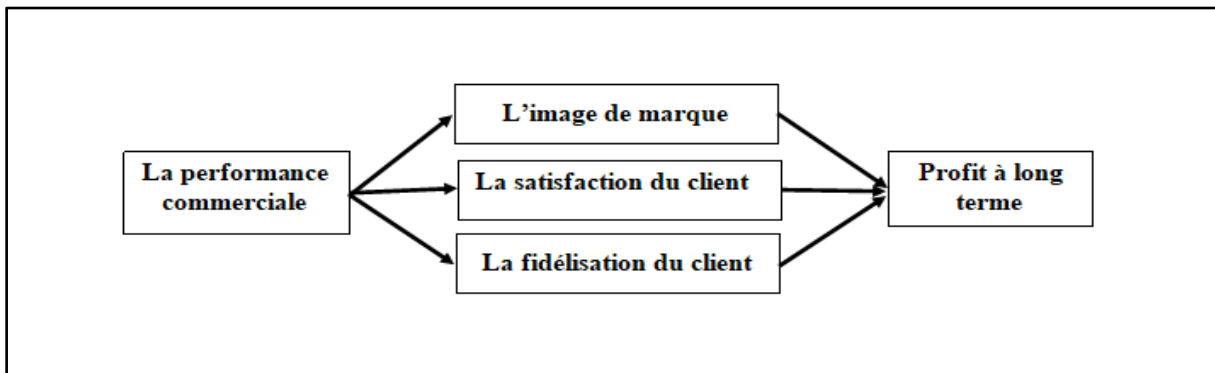 La performance
commerciale
L’image de marque
La satisfaction du client
La fidélisation du client
Profit à long
terme